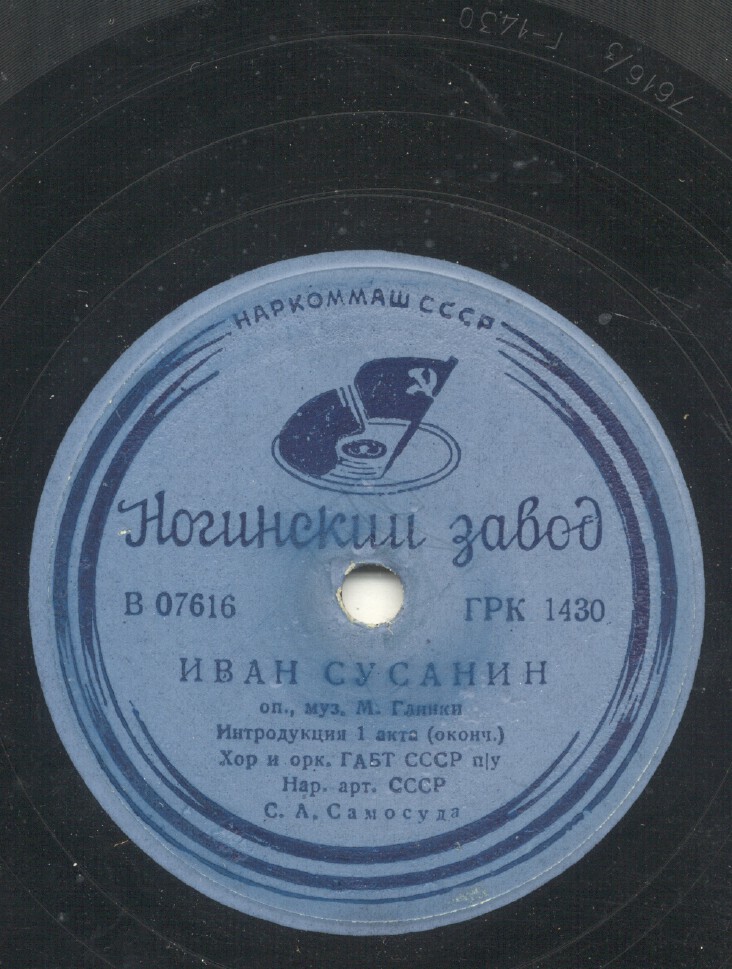 Г-1430
7616/3
НАРКОММАШ СССР
Ногинский завод
В 07616
ГРК 1430
ИВАН СУСАНИН
оп., муз. М. Глинки
Интродукция 1 акта (оконч.)
Хор и орк. ГАБТ СССР п/у
Нар. арт. СССР
С. А. Самосуда